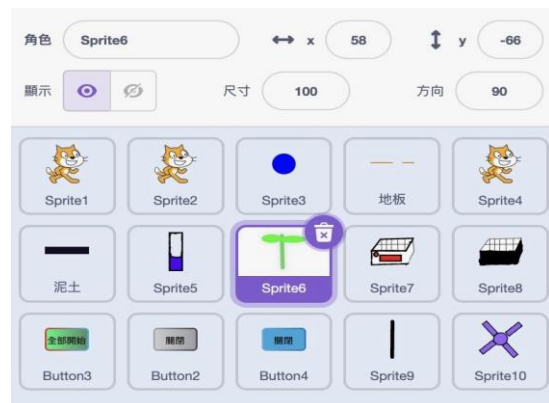 角色 Sprite6 x 58 y -66
顯示 尺寸 100 方向 90
Sprite1 Sprite2 Sprite3 地板 Sprite4
泥土 Sprite5 Sprite6 Sprite7 Sprite8
全部開始 關閉 關閉
Button3 Button2 Button4 Sprite9 Sprite10